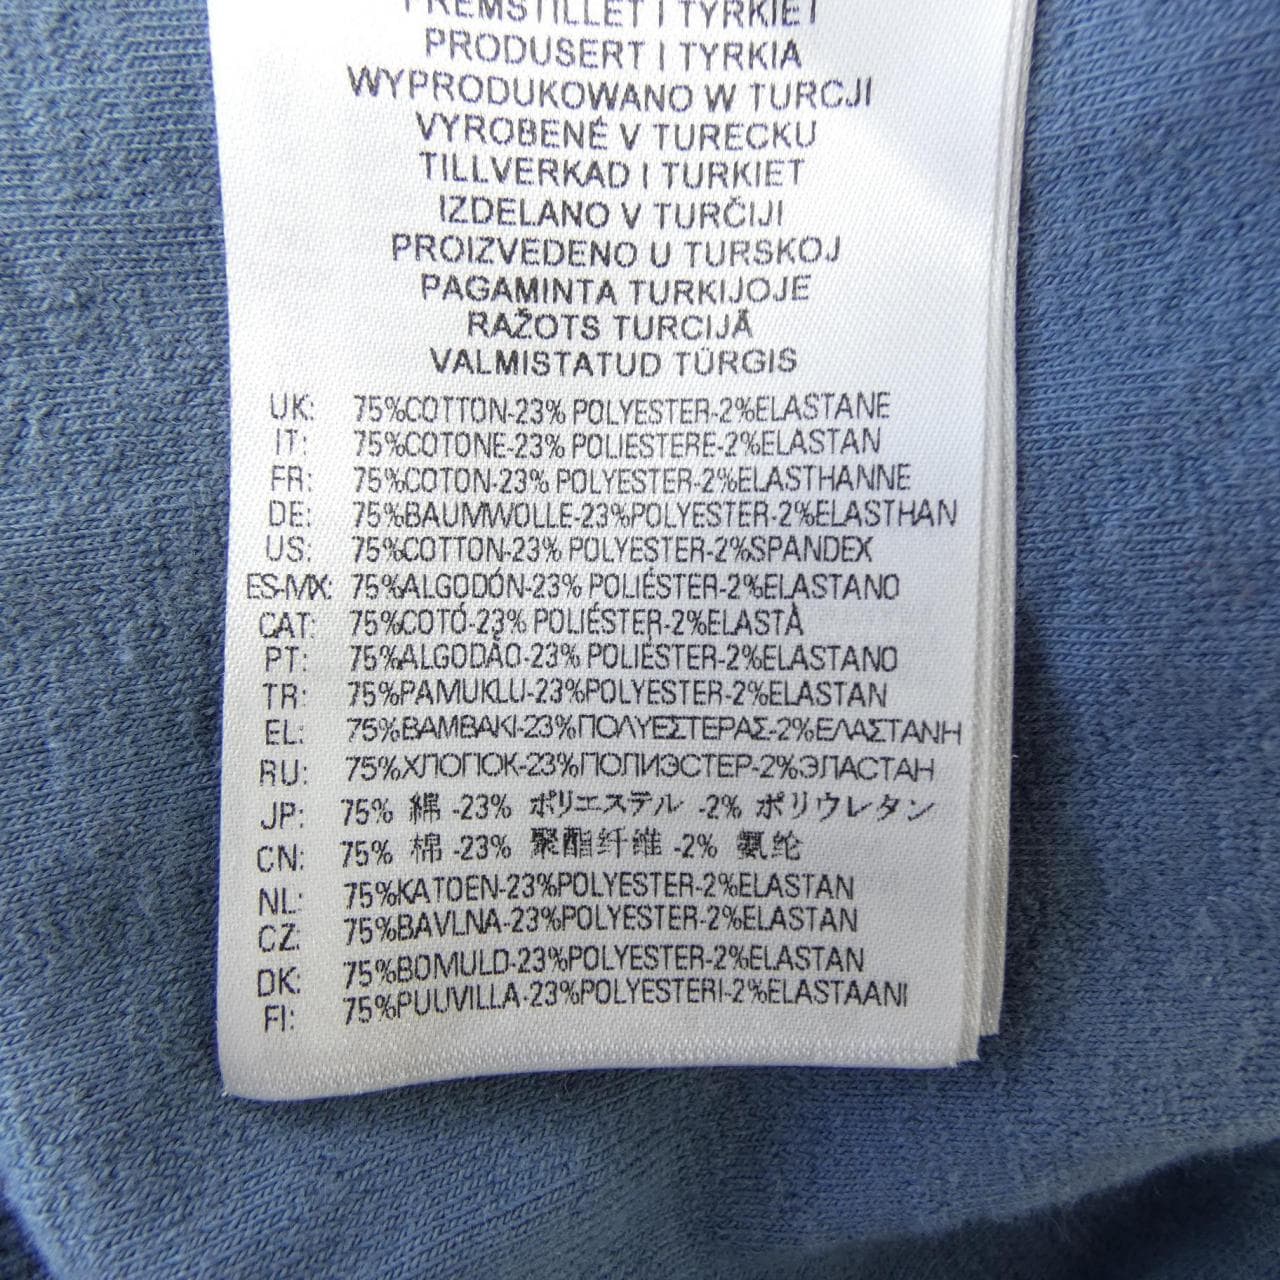 FREMSTILLET I TYRKIET
PRODUSERT I TYRKIA
WYPRODUKOWANO W TURCJI
VYROBENÉ V TURECKU
TILLVERKAD I TURKIET
IZDELANO V TURČIJI
PROIZVEDENO U TURSKOJ
PAGAMINTA TURKIJOJE
RAŽOTS TURCIJĀ
VALMISTATUD TÜRGIS
UK: 75%COTTON-23% POLYESTER-2%ELASTANE
IT: 75%COTONE-23% POLIESTERE-2%ELASTAN
FR: 75%COTON-23% POLYESTER-2%ELASTHANNE
DE: 75%BAUMWOLLE-23%POLYESTER-2%ELASTHAN
US: 75%COTTON-23% POLYESTER-2%SPANDEX
ES-MX: 75%ALGODÓN-23% POLIÉSTER-2%ELASTANO
CAT: 75%COTÓ-23% POLIÉSTER-2%ELASTÀ
PT: 75%ALGODÃO-23% POLIÉSTER-2%ELASTANO
TR: 75%PAMUKLU-23%POLYESTER-2%ELASTAN
EL: 75%ΒΑΜΒΑΚΙ-23%ΠΟΛΥΕΣΤΕΡΑΣ-2%ΕΛΑΣΤΑΝΗ
RU: 75%ХЛОПОК-23%ПОЛИЭСТЕР-2%ЭЛАСТАН
JP: 75% 綿 -23% ポリエステル -2% ポリウレタン
CN: 75% 棉 -23% 聚酯纤维 -2% 氨纶
NL: 75%KATOEN-23%POLYESTER-2%ELASTAN
CZ: 75%BAVLNA-23%POLYESTER-2%ELASTAN
DK: 75%BOMULD-23%POLYESTER-2%ELASTAN
FI: 75%PUUVILLA-23%POLYESTERI-2%ELASTAANI